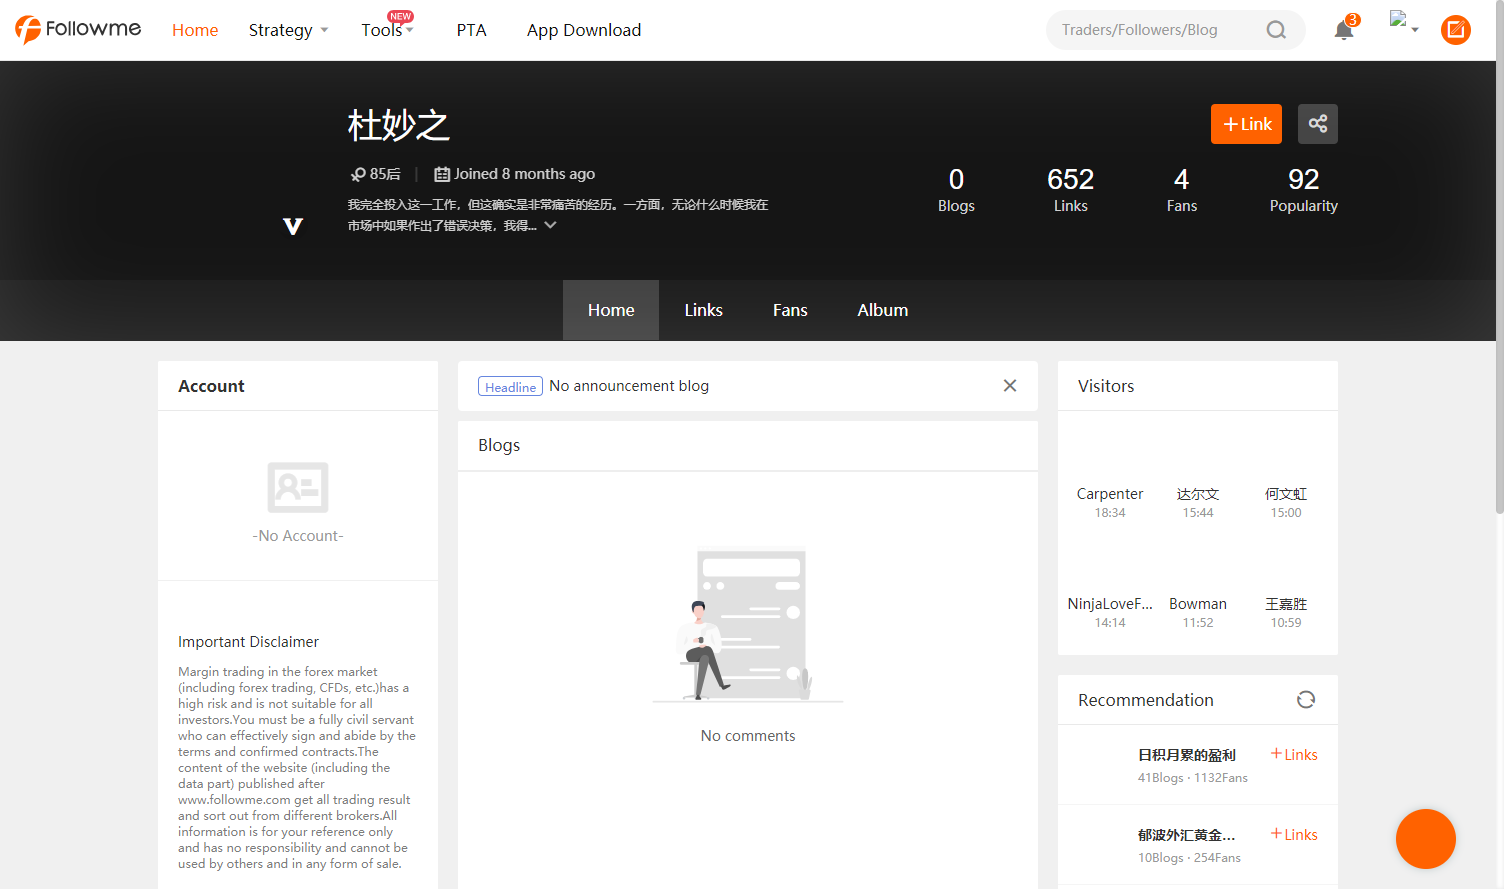 Followme
Home
Strategy
Tools
NEW
PTA
App Download
Traders/Followers/Blog
3
杜妙之
+Link
85后
Joined 8 months ago
我完全投入这一工作，但这确实是非常痛苦的经历。一方面，无论什么时候我在
市场中如果作出了错误决策，我得...
V
0
Blogs
652
Links
4
Fans
92
Popularity
Home
Links
Fans
Album
Account
-No Account-
Important Disclaimer
Margin trading in the forex market
(including forex trading, CFDs, etc.)has a
high risk and is not suitable for all
investors.You must be a fully civil servant
who can effectively sign and abide by the
terms and confirmed contracts.The
content of the website (including the
data part) published after
www.followme.com get all trading result
and sort out from different brokers.All
information is for your reference only
and has no responsibility and cannot be
used by others and in any form of sale.
Headline
No announcement blog
Blogs
No comments
Visitors
Carpenter
18:34
达尔文
15:44
何文虹
15:00
NinjaLoveF...
14:14
Bowman
11:52
王嘉胜
10:59
Recommendation
日积月累的盈利
+Links
41Blogs · 1132Fans
郁波外汇黄金...
+Links
10Blogs · 254Fans